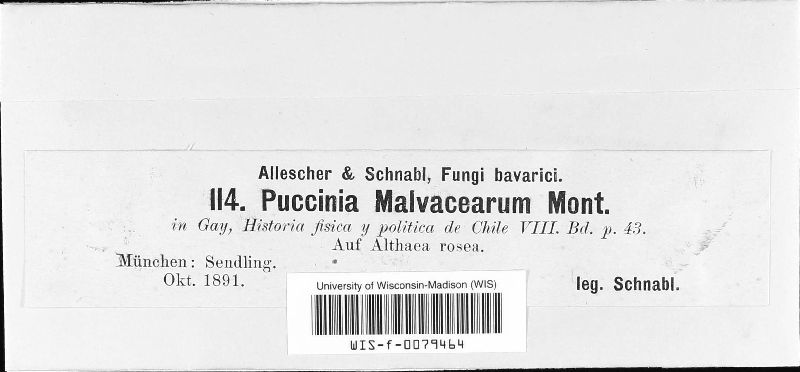 Allescher & Schnabl, Fungi bavarici.
114. Puccinia Malvacearum Mont.
in Gay, Historia fisica y politica de Chile VIII. Bd. p. 43.
Auf Althaea rosea.
München: Sendling.
Okt. 1891.
leg. Schnabl.
University of Wisconsin-Madison (WIS)
WIS-f-0079464